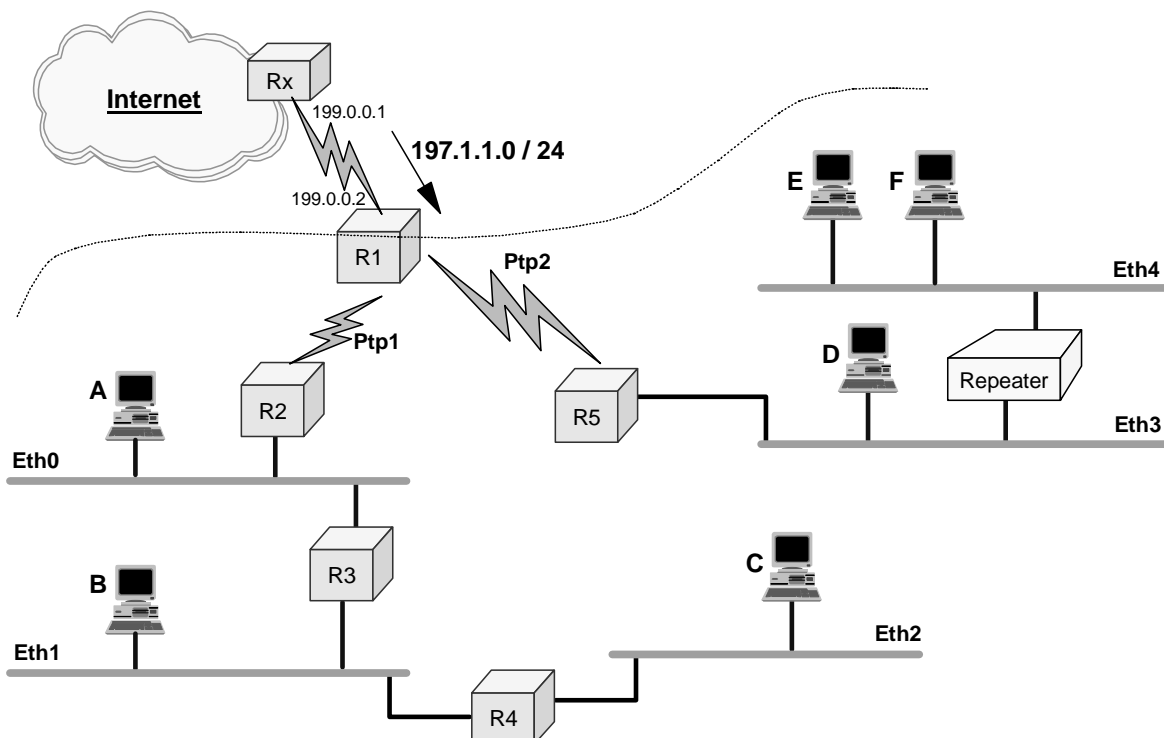 Rx
Internet
199.0.0.1
197.1.1.0 / 24
199.0.0.2
R1
E
F
Ptp2
Eth4
Ptp1
D
Repeater
A
R2
R5
Eth3
Eth0
R3
C
B
Eth2
Eth1
R4